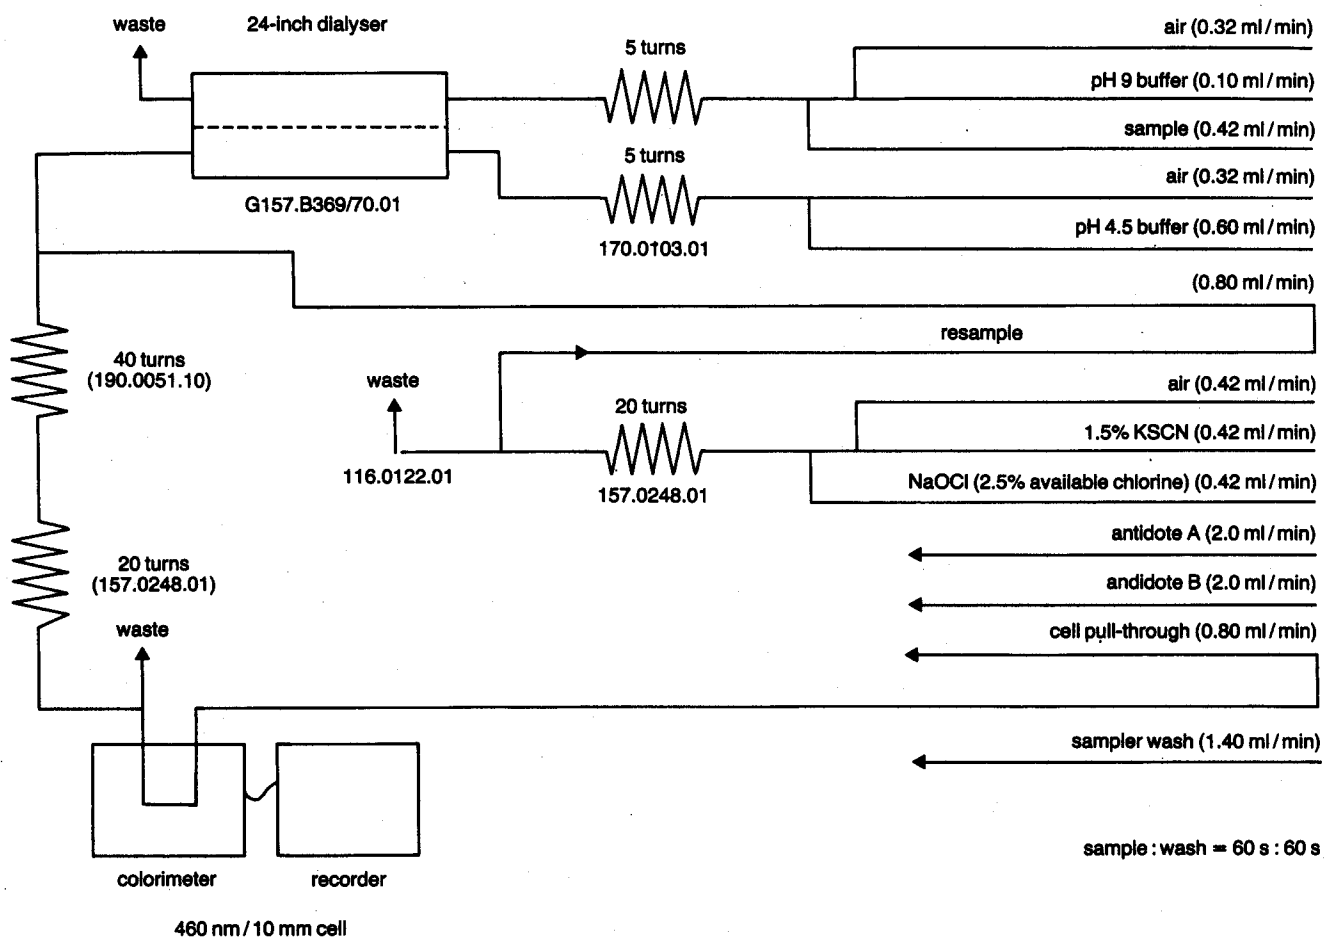 waste
24-inch dialyser
5 turns
air (0.32 ml/min)
pH 9 buffer (0.10 ml/min)
sample (0.42 ml/min)
5 turns
air (0.32 ml/min)
G157.B369/70.01
pH 4.5 buffer (0.60 ml/min)
170.0103.01
(0.80 ml/min)
resample
40 turns
(190.0051.10)
waste
air (0.42 ml/min)
20 turns
1.5% KSCN (0.42 ml/min)
116.0122.01
157.0248.01
NaOCl (2.5% available chlorine) (0.42 ml/min)
antidote A (2.0 ml/min)
20 turns
(157.0248.01)
andidote B (2.0 ml/min)
waste
cell pull-through (0.80 ml/min)
sampler wash (1.40 ml/min)
sample : wash = 60 s : 60 s
colorimeter
recorder
460 nm / 10 mm cell